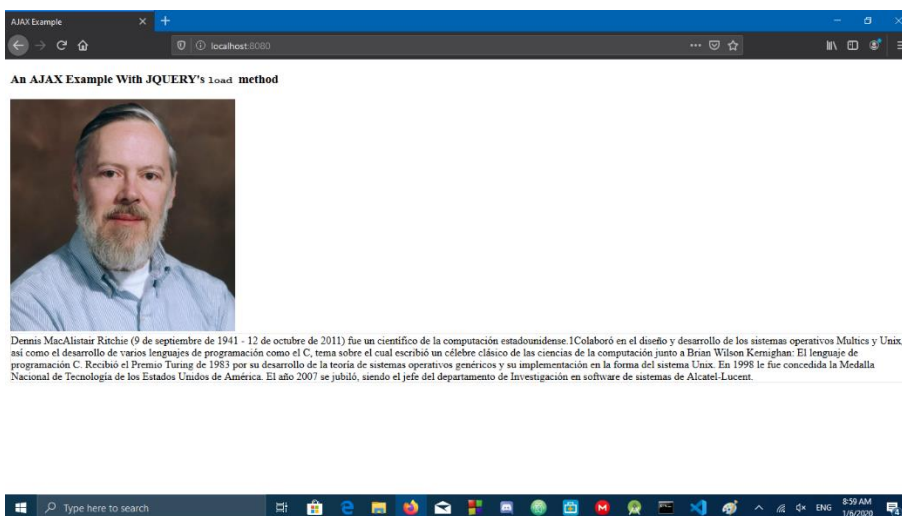 AJAX Example
localhost:8080
An AJAX Example With JQUERY's load method
Dennis MacAlistair Ritchie (9 de septiembre de 1941 - 12 de octubre de 2011) fue un científico de la computación estadounidense.1Colaboró en el diseño y desarrollo de los sistemas operativos Multics y Unix,
así como el desarrollo de varios lenguajes de programación como el C, tema sobre el cual escribió un célebre clásico de las ciencias de la computación junto a Brian Wilson Kernighan: El lenguaje de
programación C. Recibió el Premio Turing de 1983 por su desarrollo de la teoría de sistemas operativos genéricos y su implementación en la forma del sistema Unix. En 1998 le fue concedida la Medalla
Nacional de Tecnología de los Estados Unidos de América. El año 2007 se jubiló, siendo el jefe del departamento de Investigación en software de sistemas de Alcatel-Lucent.
Type here to search
ENG
8:59 AM
1/6/2020